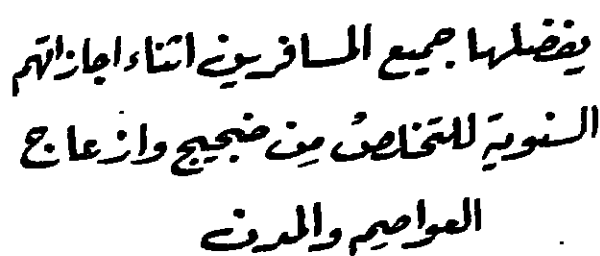 يفضلها جميع المسافرين اثناء اجازاتهم
السنوية للتخلص من ضجيج وازعاج
العواصم والمدن